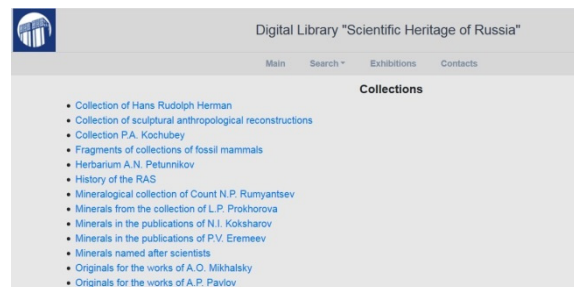 Digital Library "Scientific Heritage of Russia"
Main Search Exhibitions Contacts
Collections
Collection of Hans Rudolph Herman
Collection of sculptural anthropological reconstructions
Collection P.A. Kochubey
Fragments of collections of fossil mammals
Herbarium A.N. Petunnikov
History of the RAS
Mineralogical collection of Count N.P. Rumyantsev
Minerals from the collection of L.P. Prokhorova
Minerals in the publications of N.I. Koksharov
Minerals in the publications of P.V. Eremeev
Minerals named after scientists
Originals for the works of A.O. Mikhalsky
Originals for the works of A.P. Pavlov